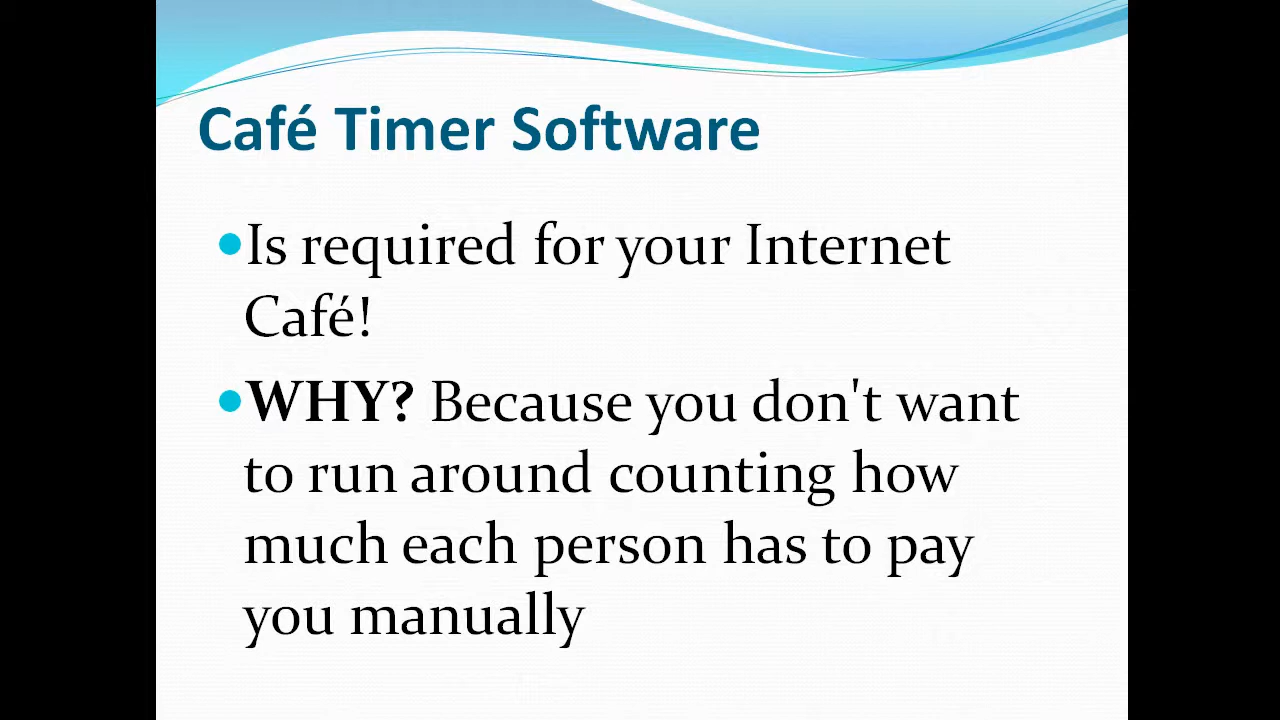 Café Timer Software
•Is required for your Internet
Café!
•WHY? Because you don't want
to run around counting how
much each person has to pay
you manually